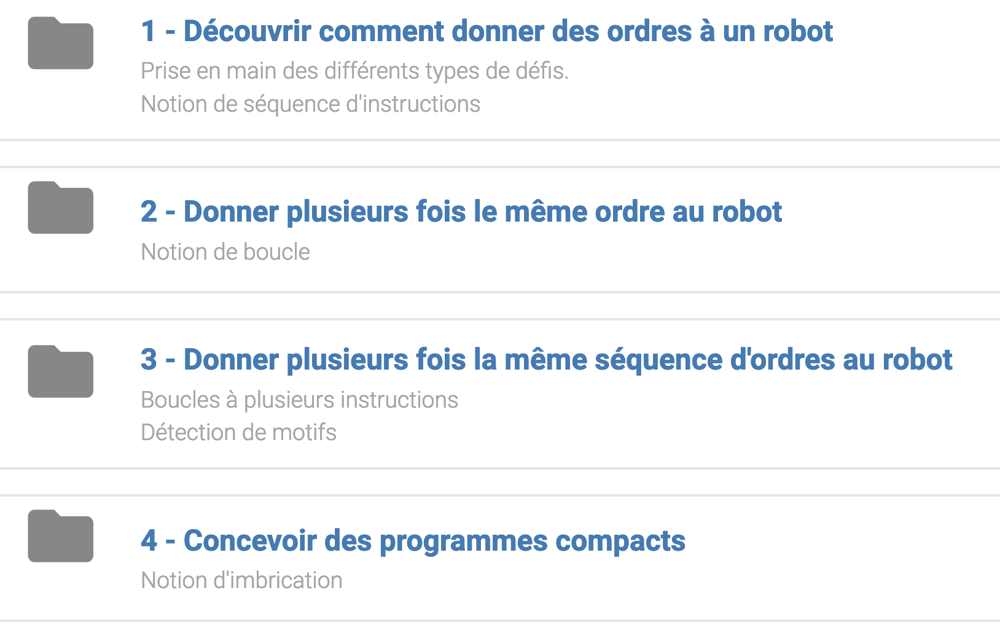 1 - Découvrir comment donner des ordres à un robot
Prise en main des différents types de défis.
Notion de séquence d'instructions
2 - Donner plusieurs fois le même ordre au robot
Notion de boucle
3 - Donner plusieurs fois la même séquence d'ordres au robot
Boucles à plusieurs instructions
Détection de motifs
4 - Concevoir des programmes compacts
Notion d'imbrication